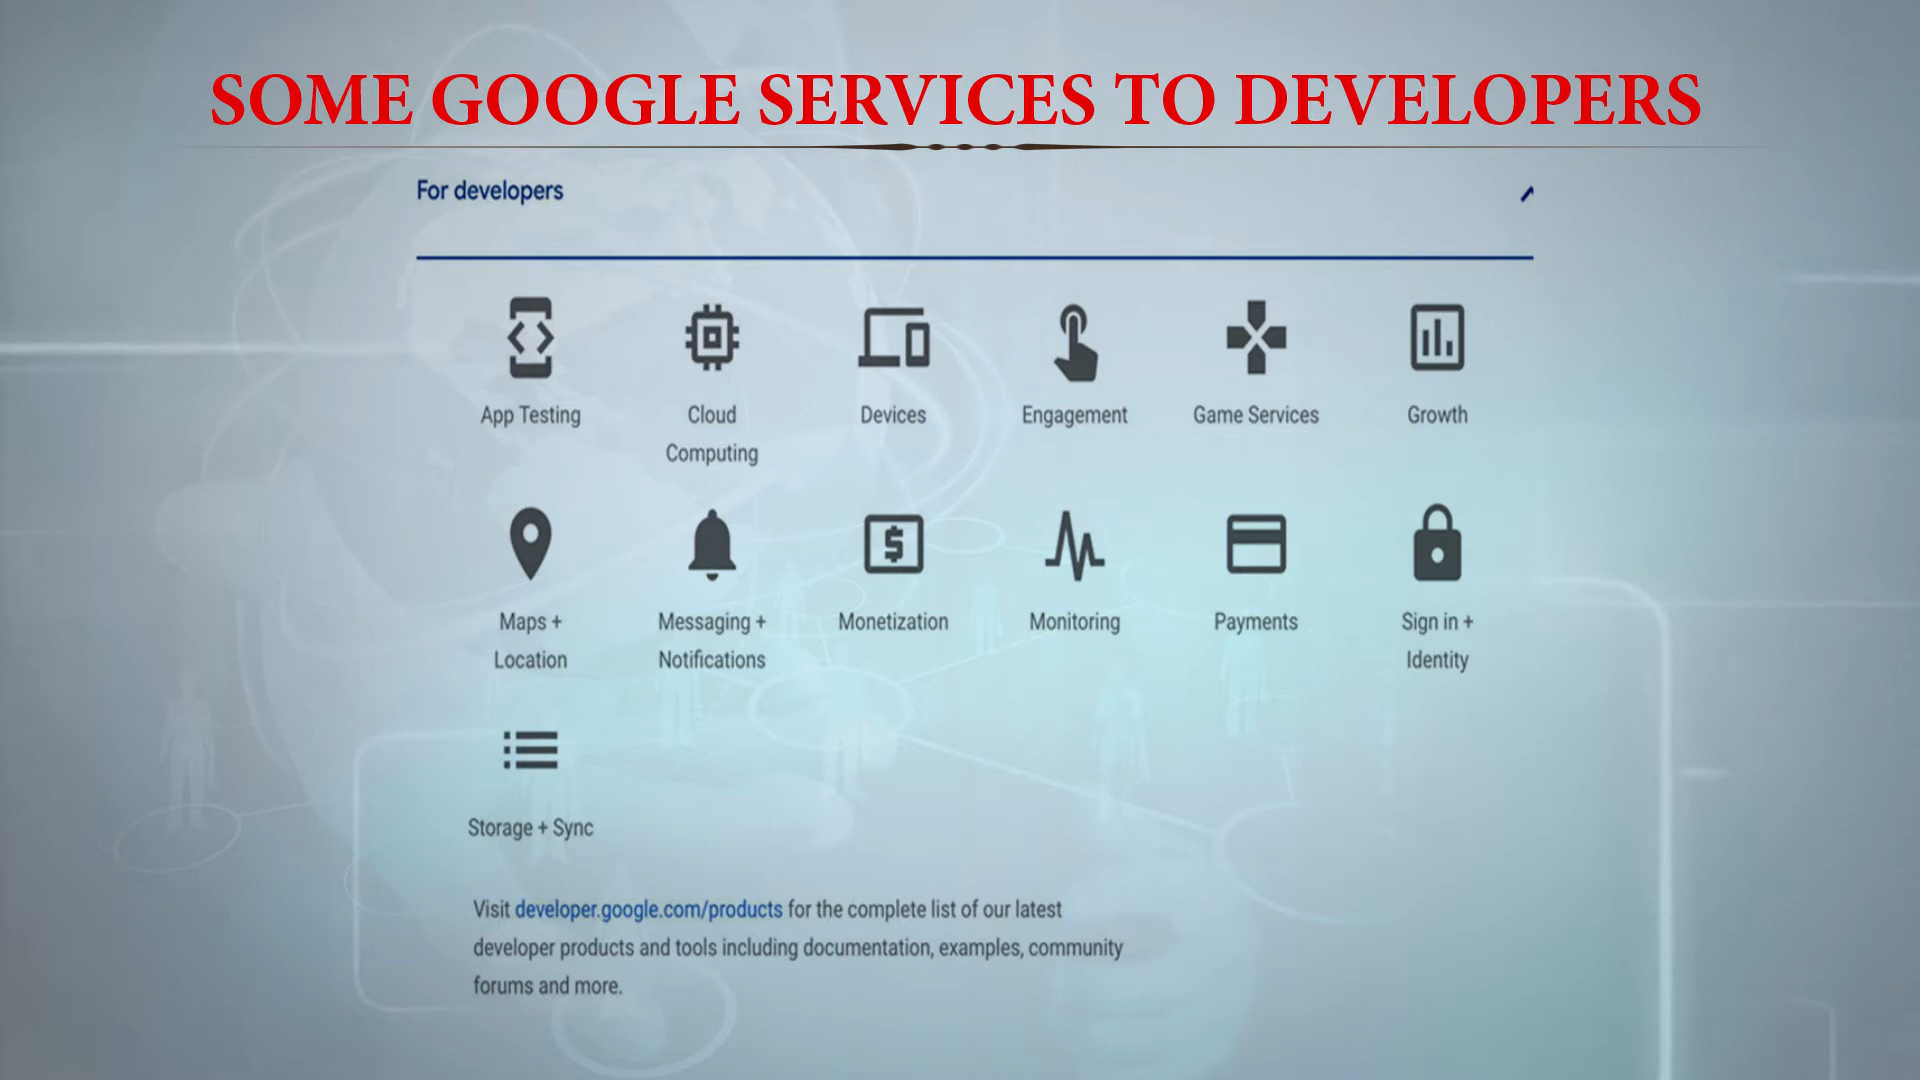 SOME GOOGLE SERVICES TO DEVELOPERS
For developers
App Testing
Cloud
Computing
Devices
Engagement
Game Services
Growth
Maps +
Location
Messaging +
Notifications
Monetization
Monitoring
Payments
Sign in +
Identity
Storage + Sync
Visit developer.google.com/products for the complete list of our latest
developer products and tools including documentation, examples, community
forums and more.